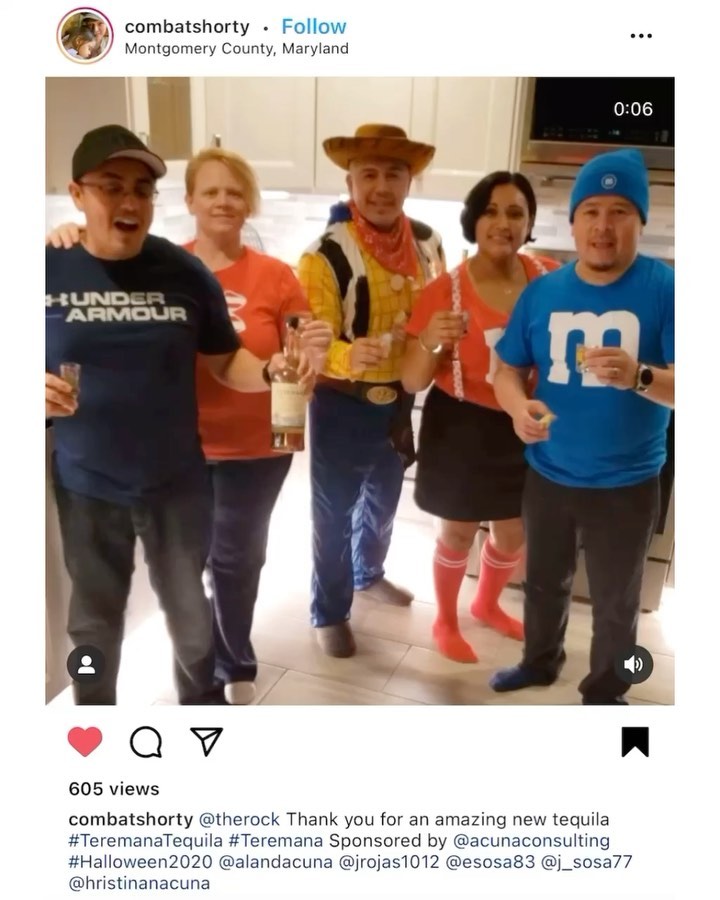 combatshorty • Follow
Montgomery County, Maryland
0:06
UNDER
ARMOUR
m
605 views
combatshorty @therock Thank you for an amazing new tequila
#TeremanaTequila #Teremana Sponsored by @acunaconsulting
#Halloween2020 @alandacuna @jrojas1012 @esosa83 @j_sosa77
@hristinanacuna